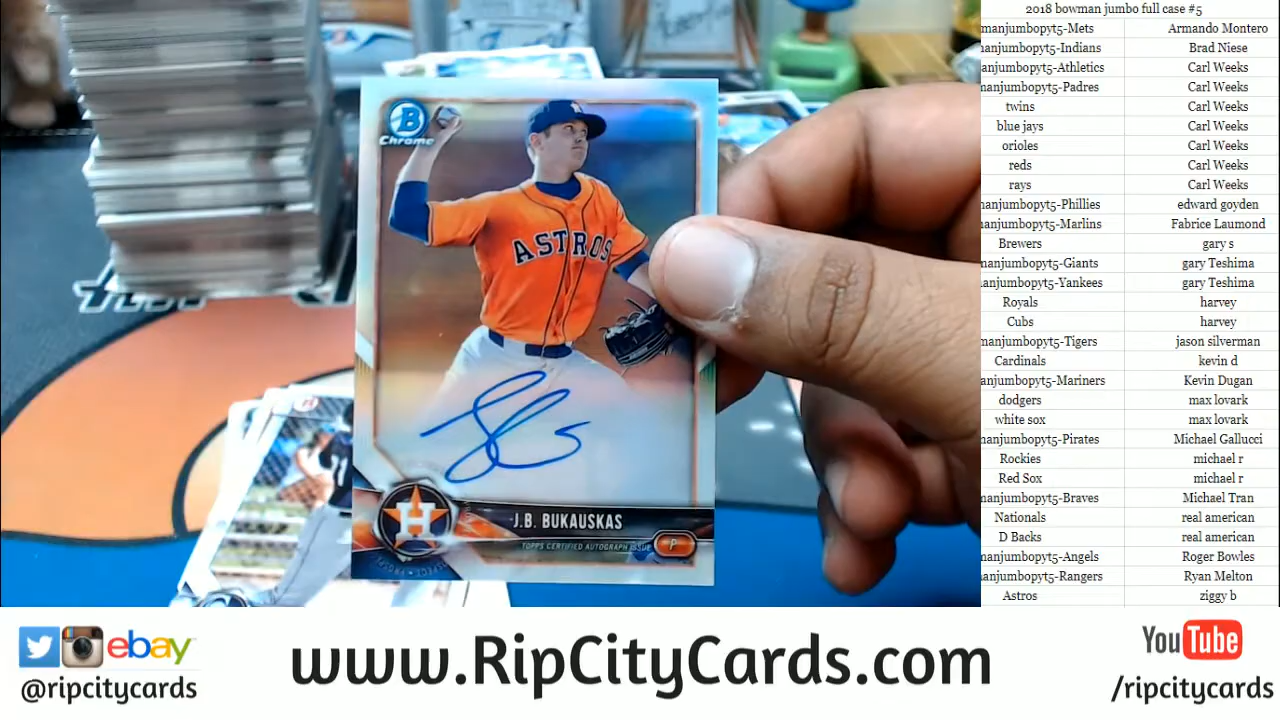 2018 bowman jumbo full case #5
manjumbopyt5-Mets Armando Montero
manjumbopyt5-Indians Brad Niese
anjumbopyt5-Athletics Carl Weeks
manjumbopyt5-Padres Carl Weeks
twins Carl Weeks
blue jays Carl Weeks
orioles Carl Weeks
reds Carl Weeks
rays Carl Weeks
manjumbopyt5-Phillies edward goyden
manjumbopyt5-Marlins Fabrice Laumond
Brewers gary s
manjumbopyt5-Giants gary Teshima
manjumbopyt5-Yankees gary Teshima
Royals harvey
Cubs harvey
manjumbopyt5-Tigers jason silverman
Cardinals kevin d
anjumbopyt5-Mariners Kevin Dugan
dodgers max lovark
white sox max lovark
manjumbopyt5-Pirates Michael Gallucci
Rockies michael r
Red Sox michael r
manjumbopyt5-Braves Michael Tran
Nationals real american
D Backs real american
manjumbopyt5-Angels Roger Bowles
anjumbopyt5-Rangers Ryan Melton
Astros ziggy b
B
Chrome
ASTROS
H
J.B. BUKAUSKAS
TOPPS CERTIFIED AUTOGRAPH ISSUE
P
ebay
@ripcitycards
www.RipCityCards.com
YouTube
/ripcitycards